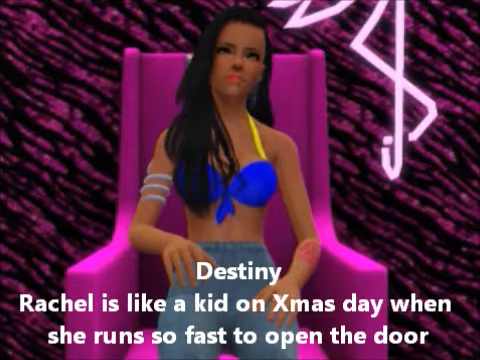 Destiny
Rachel is like a kid on Xmas day when
she runs so fast to open the door